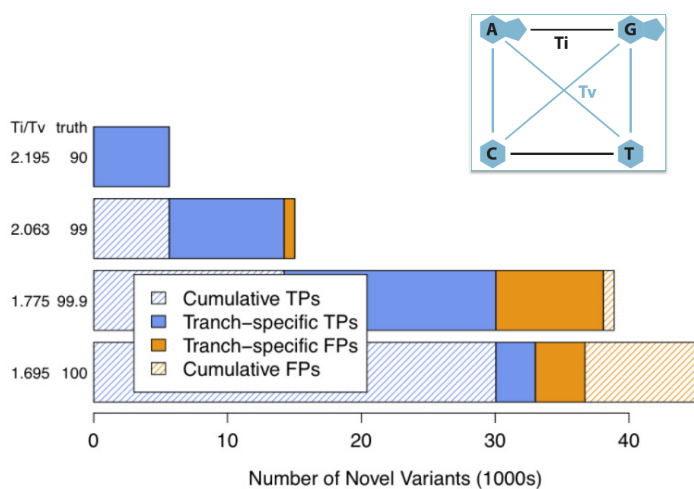 A G
Ti
Tv
C T
Ti/Tv truth
2.195 90
2.063 99
1.775 99.9
1.695 100
Cumulative TPs
Tranch−specific TPs
Tranch−specific FPs
Cumulative FPs
0 10 20 30 40
Number of Novel Variants (1000s)